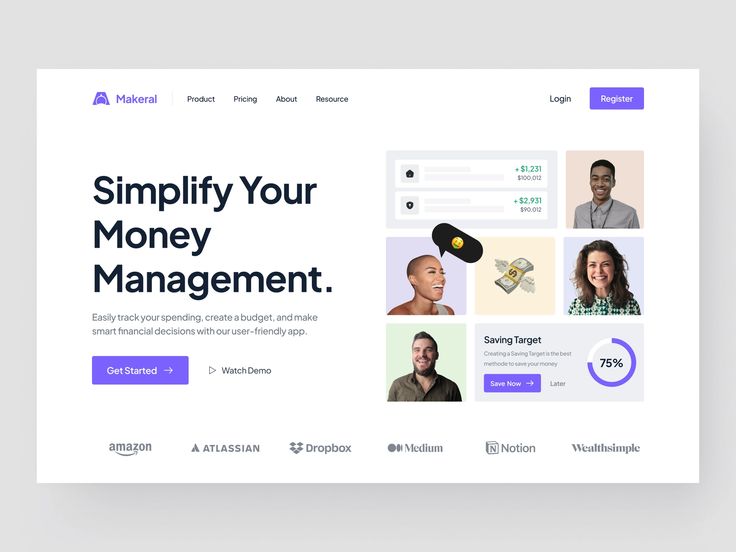 Makeral
Product
Pricing
About
Resource
Login
Register
Simplify Your
Money
Management.
Easily track your spending, create a budget, and make
smart financial decisions with our user-friendly app.
Get Started
Watch Demo
+ $1,231
$100,012
+ $2,931
$90,012
$
Saving Target
Creating a Saving Target is the best
methode to save your money
Save Now
Later
75%
amazon
ATLASSIAN
Dropbox
Medium
N Notion
Wealthsimple